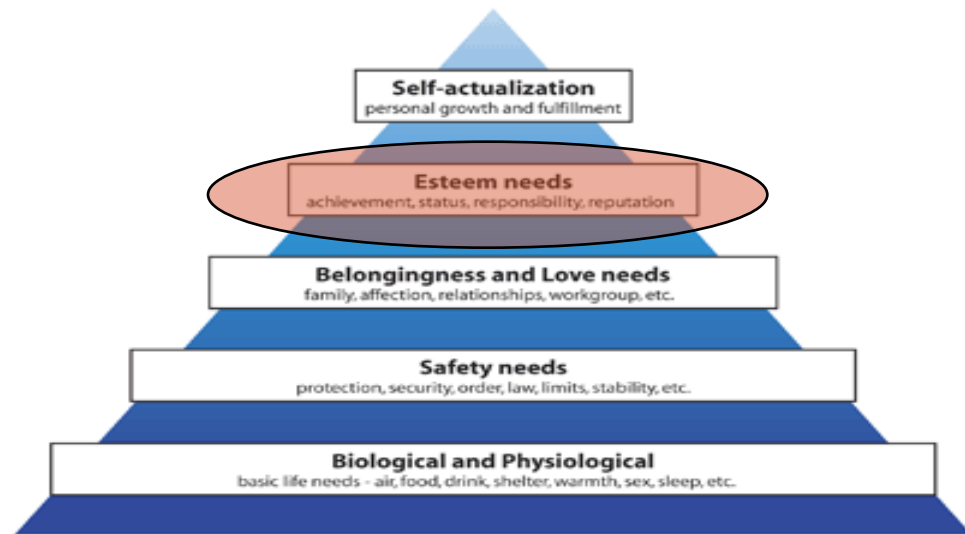 Self-actualization
personal growth and fulfillment
Esteem needs
achievement, status, responsibility, reputation
Belongingness and Love needs
family, affection, relationships, workgroup, etc.
Safety needs
protection, security, order, law, limits, stability, etc.
Biological and Physiological
basic life needs - air, food, drink, shelter, warmth, sex, sleep, etc.